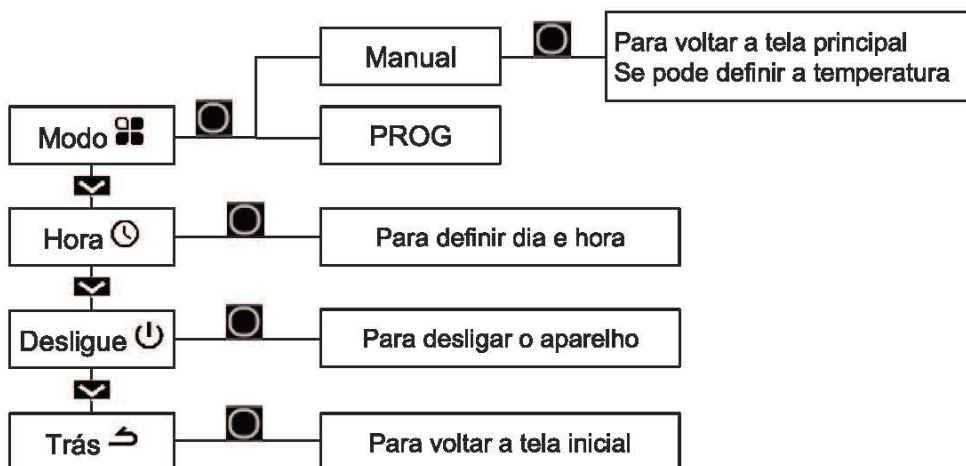 Manual
Para voltar a tela principal
Se pode definir a temperatura
Modo
PROG
Hora
Para definir dia e hora
Desligue
Para desligar o aparelho
Trás
Para voltar a tela inicial